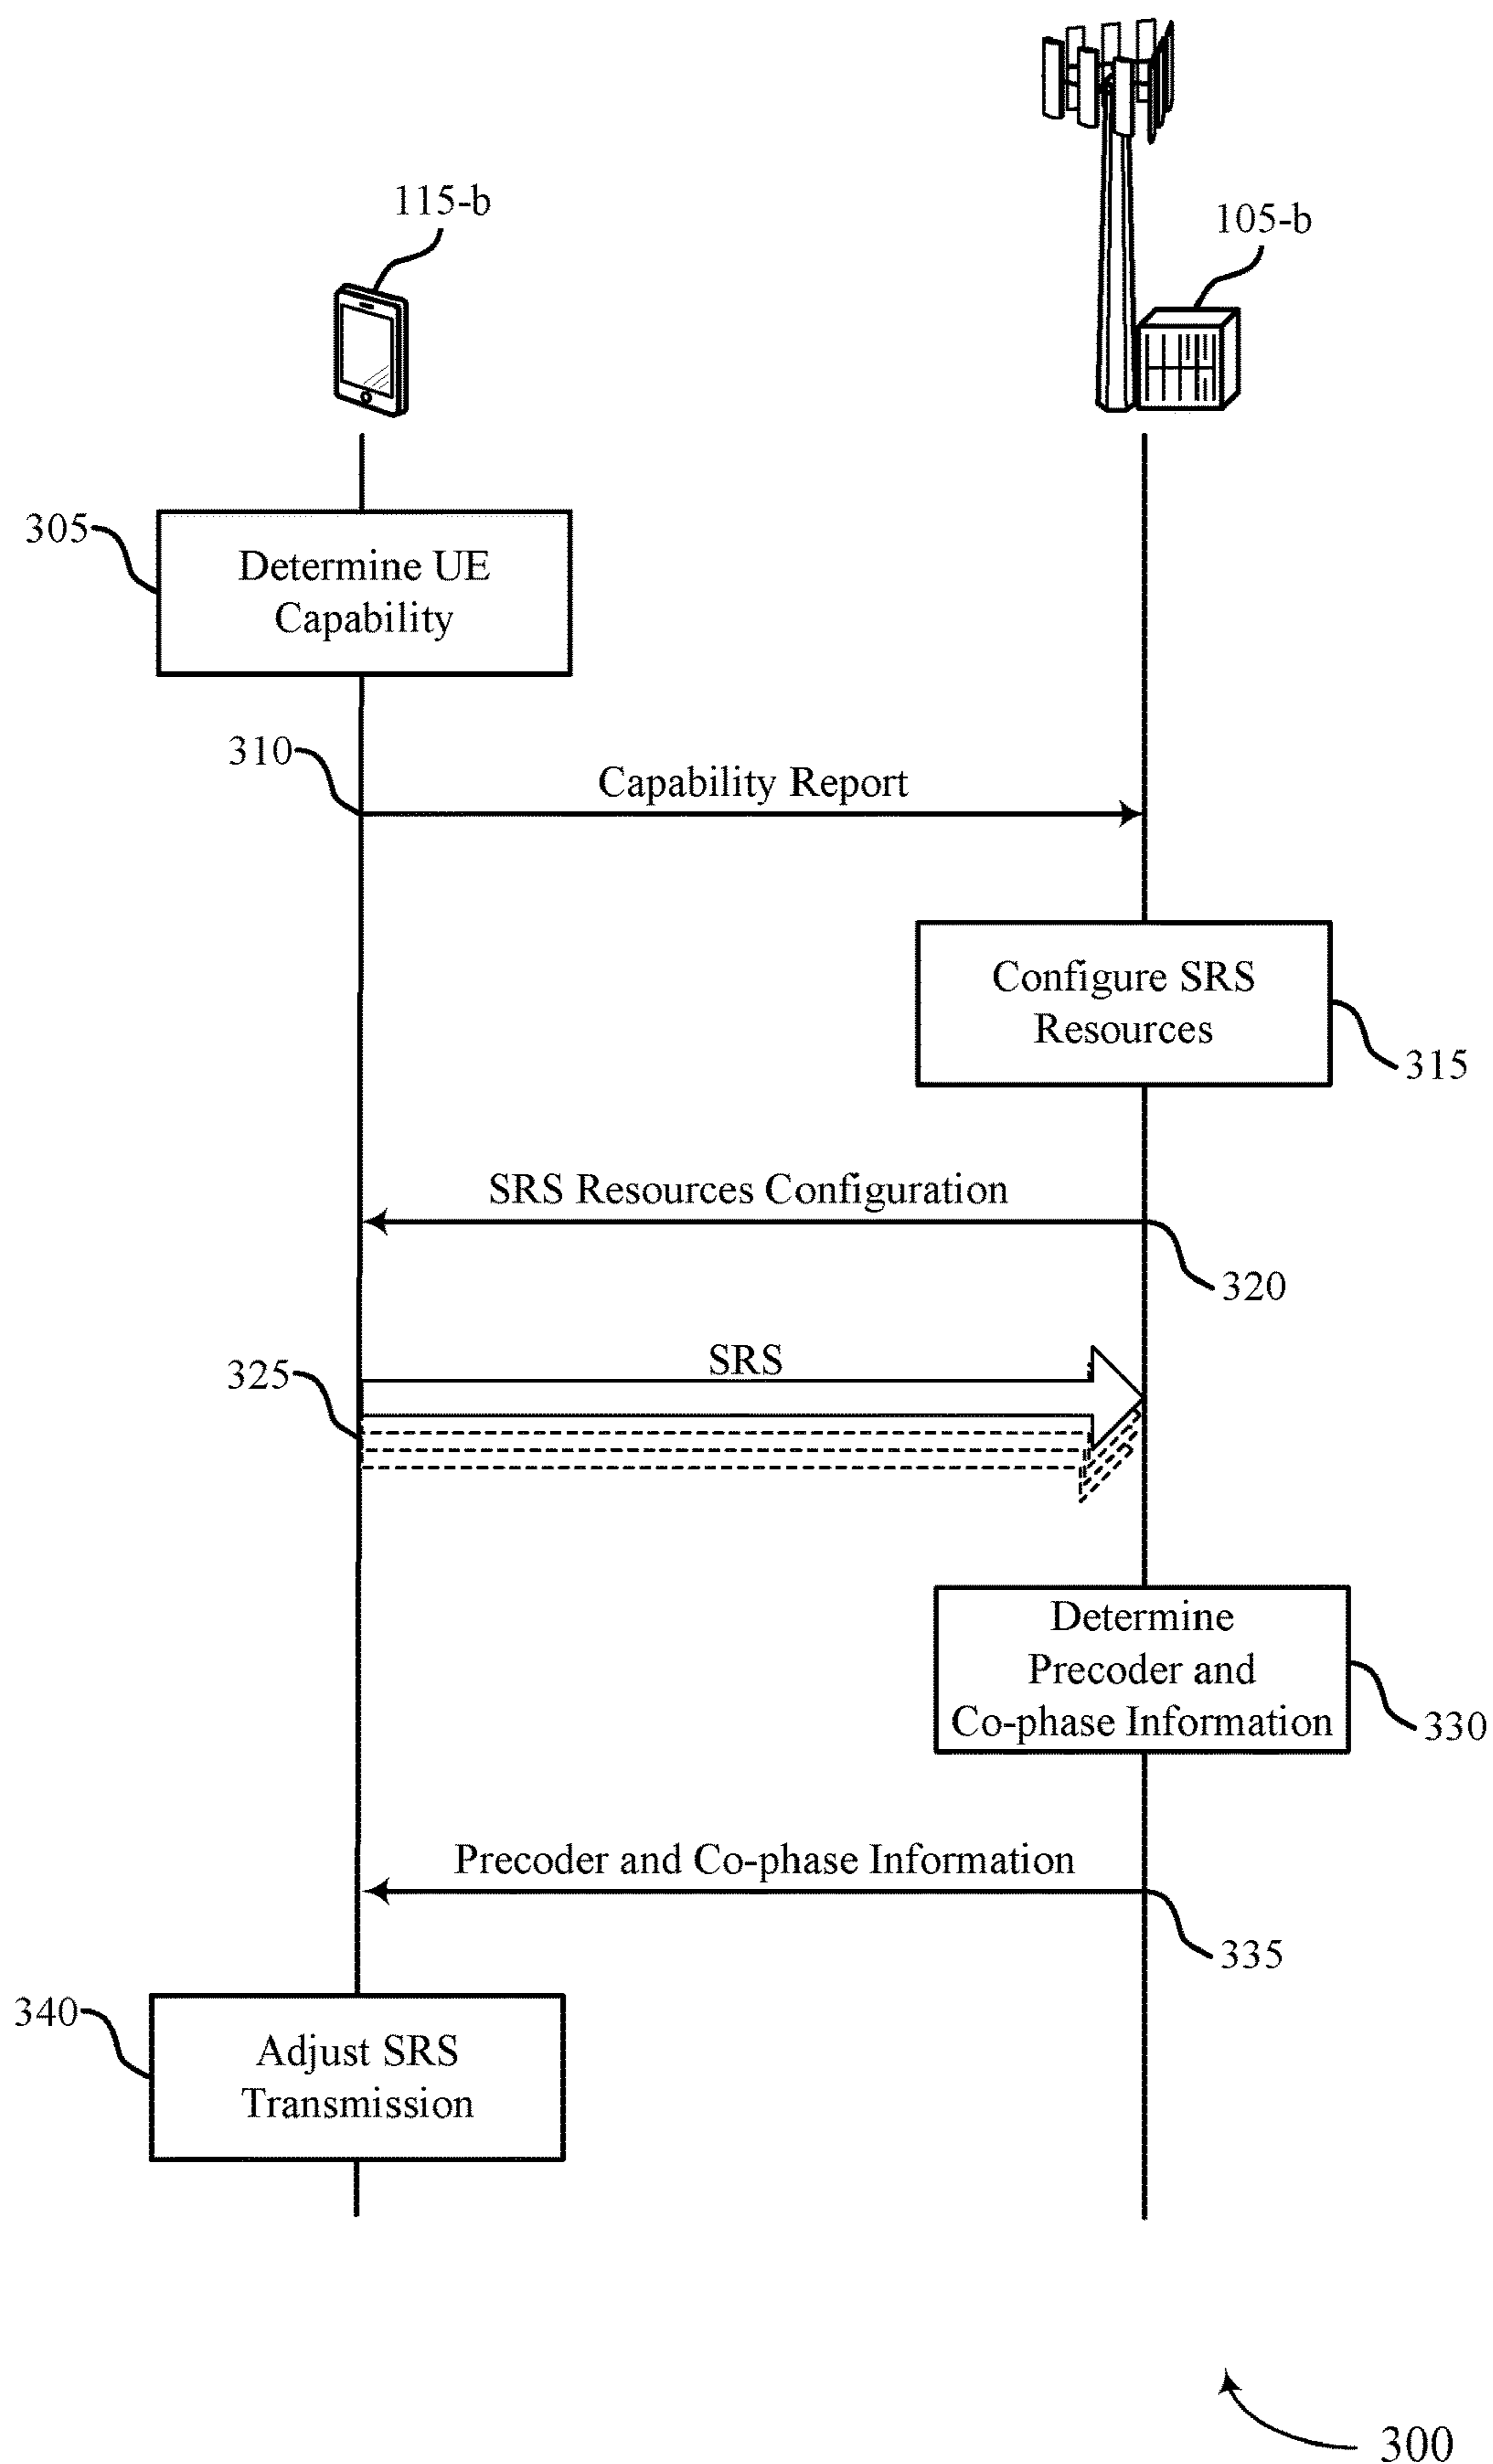 115-b
105-b
305
Determine UE
Capability
310
Capability Report
Configure SRS
Resources
315
SRS Resources Configuration
320
SRS
325
Determine
Precoder and
Co-phase Information
330
Precoder and Co-phase Information
335
340
Adjust SRS
Transmission
300